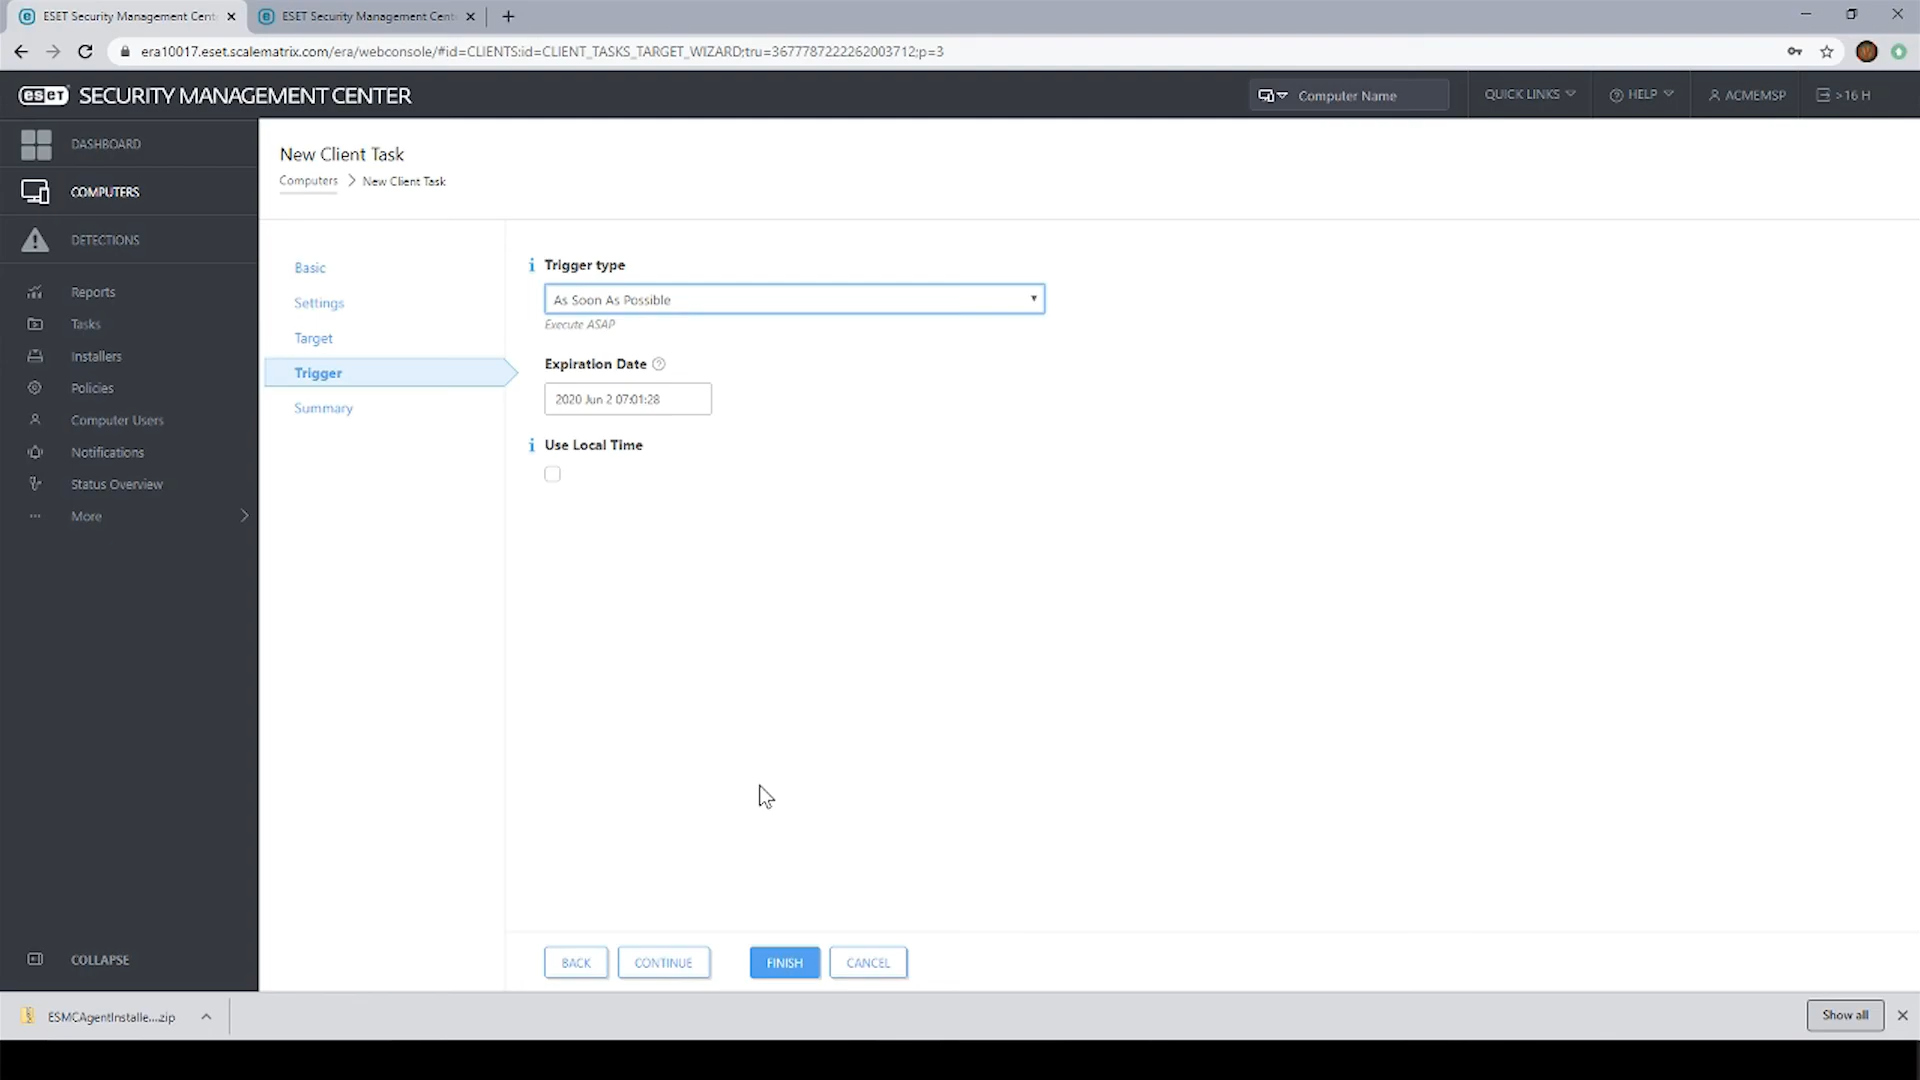 ESET Security Management Cent
ESET Security Management Cent
era10017.eset.scalematrix.com/era/webconsole/#id=CLIENTS:id=CLIENT_TASKS_TARGET_WIZARD;tru=3677787222262003712;p=3
eset SECURITY MANAGEMENT CENTER
Computer Name
QUICK LINKS
HELP
ACMEMSP
>16 H
DASHBOARD
COMPUTERS
DETECTIONS
Reports
Tasks
Installers
Policies
Computer Users
Notifications
Status Overview
More
COLLAPSE
New Client Task
Computers > New Client Task
Basic
Settings
Target
Trigger
Summary
Trigger type
As Soon As Possible
Execute ASAP
Expiration Date
2020 Jun 2 07:01:28
Use Local Time
BACK
CONTINUE
FINISH
CANCEL
ESMCAgentInstalle....zip
Show all